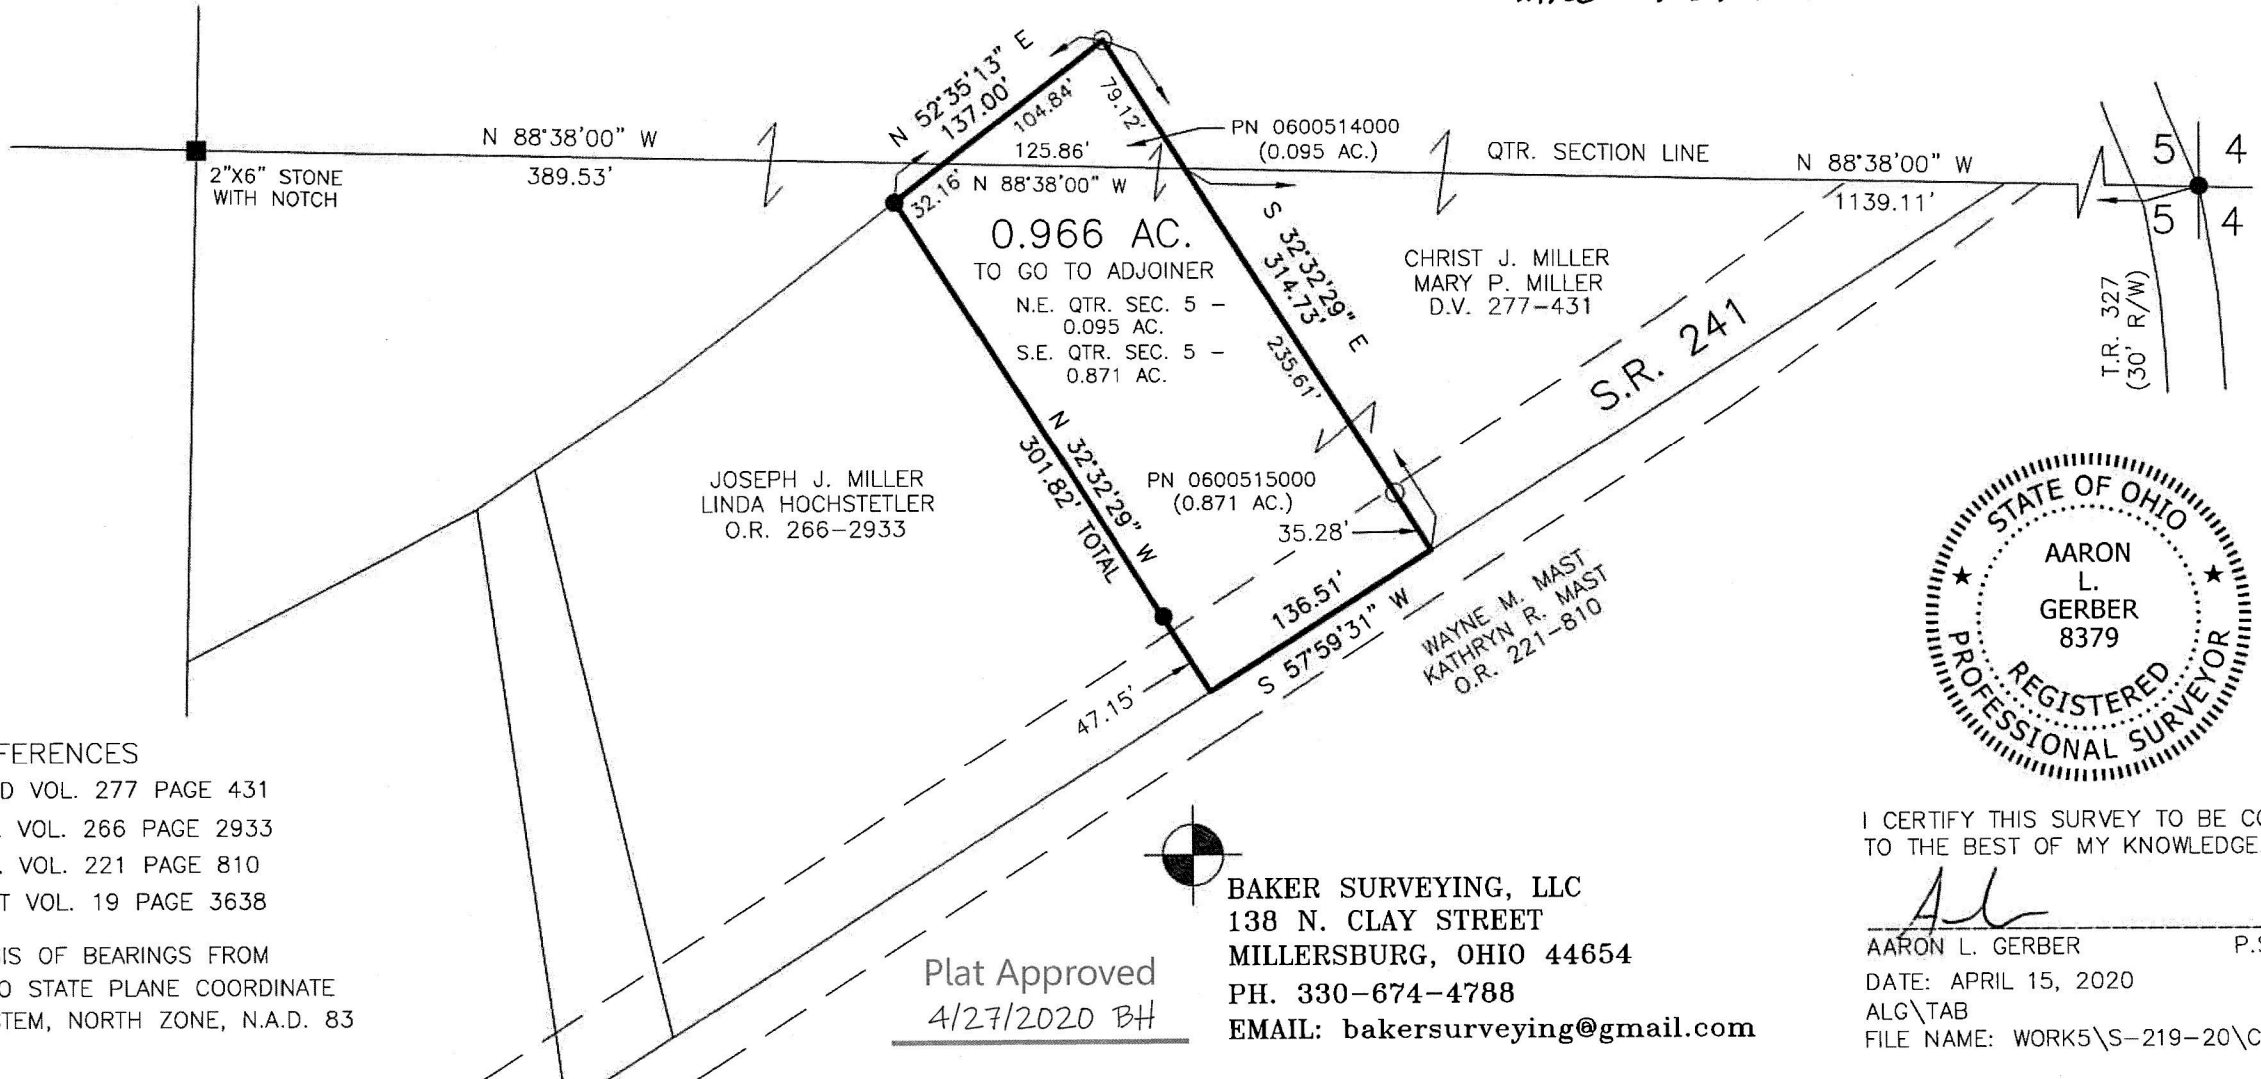 N 52°35'13" E
137.00'
104.84'
79.12'
N 88°38'00" W
389.53'
2"X6" STONE
WITH NOTCH
32.16'
125.86'
N 88°38'00" W
PN 0600514000
(0.095 AC.)
QTR. SECTION LINE
N 88°38'00" W
1139.11'
5 4
5 4
0.966 AC.
TO GO TO ADJOINER
N.E. QTR. SEC. 5 –
0.095 AC.
S.E. QTR. SEC. 5 –
0.871 AC.
S 32°32'29" E
314.73'
235.61'
CHRIST J. MILLER
MARY P. MILLER
D.V. 277–431
S.R. 241
T.R. 327
(30' R/W)
JOSEPH J. MILLER
LINDA HOCHSTETLER
O.R. 266–2933
N 32°32'29" W
301.82' TOTAL
PN 0600515000
(0.871 AC.)
35.28'
136.51'
S 57°59'31" W
47.15'
WAYNE M. MAST
KATHRYN R. MAST
O.R. 221–810
STATE OF OHIO
AARON
L.
GERBER
8379
REGISTERED
PROFESSIONAL SURVEYOR
FERENCES
D VOL. 277 PAGE 431
. VOL. 266 PAGE 2933
. VOL. 221 PAGE 810
T VOL. 19 PAGE 3638
IS OF BEARINGS FROM
O STATE PLANE COORDINATE
TEM, NORTH ZONE, N.A.D. 83
Plat Approved
4/27/2020 BH
BAKER SURVEYING, LLC
138 N. CLAY STREET
MILLERSBURG, OHIO 44654
PH. 330–674–4788
EMAIL: bakersurveying@gmail.com
I CERTIFY THIS SURVEY TO BE CO
TO THE BEST OF MY KNOWLEDGE
AARON L. GERBER P.S
DATE: APRIL 15, 2020
ALG\TAB
FILE NAME: WORK5\S–219–20\C